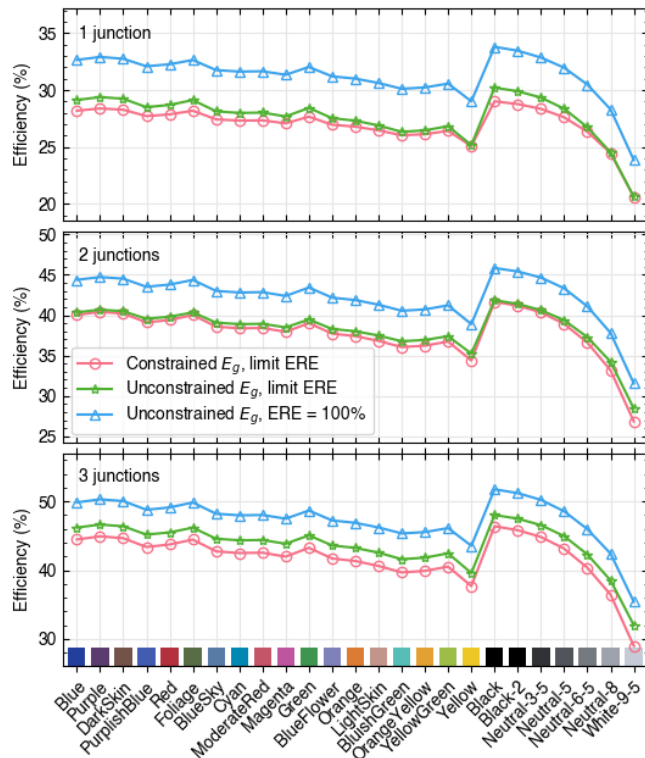 1 junction
Efficiency (%)
35
30
25
20
2 junctions
Efficiency (%)
50
45
40
35
30
25
Constrained E_g, limit ERE
Unconstrained E_g, limit ERE
Unconstrained E_g, ERE = 100%
3 junctions
Efficiency (%)
50
40
30
Blue
Purple
DarkSkin
PurplishBlue
Red
Foliage
BlueSky
Cyan
ModerateRed
Magenta
Green
BlueFlower
Orange
LightSkin
BluishGreen
OrangeYellow
YellowGreen
Yellow
Black
Black-2
Neutral-3-5
Neutral-5
Neutral-6-5
Neutral-8
White-9-5